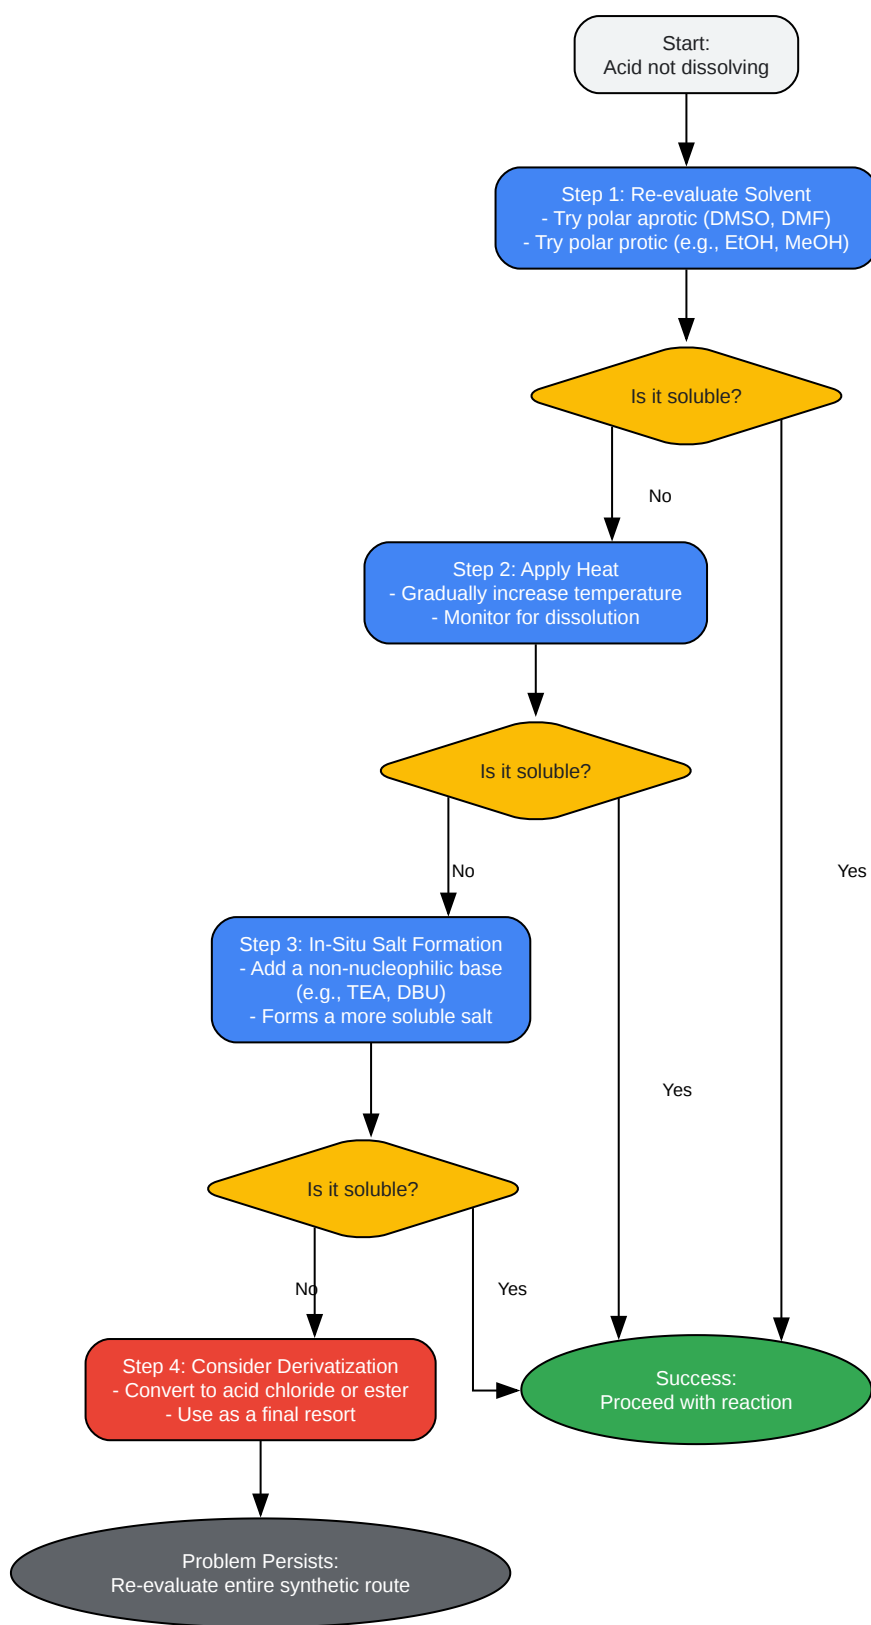 Start:
Acid not dissolving
Step 1: Re-evaluate Solvent
- Try polar aprotic (DMSO, DMF)
- Try polar protic (e.g., EtOH, MeOH)
Is it soluble?
No
Step 2: Apply Heat
- Gradually increase temperature
- Monitor for dissolution
Is it soluble?
No
Yes
Step 3: In-Situ Salt Formation
- Add a non-nucleophilic base
(e.g., TEA, DBU)
- Forms a more soluble salt
Yes
Is it soluble?
No
Yes
Step 4: Consider Derivatization
- Convert to acid chloride or ester
- Use as a final resort
Success:
Proceed with reaction
Problem Persists:
Re-evaluate entire synthetic route